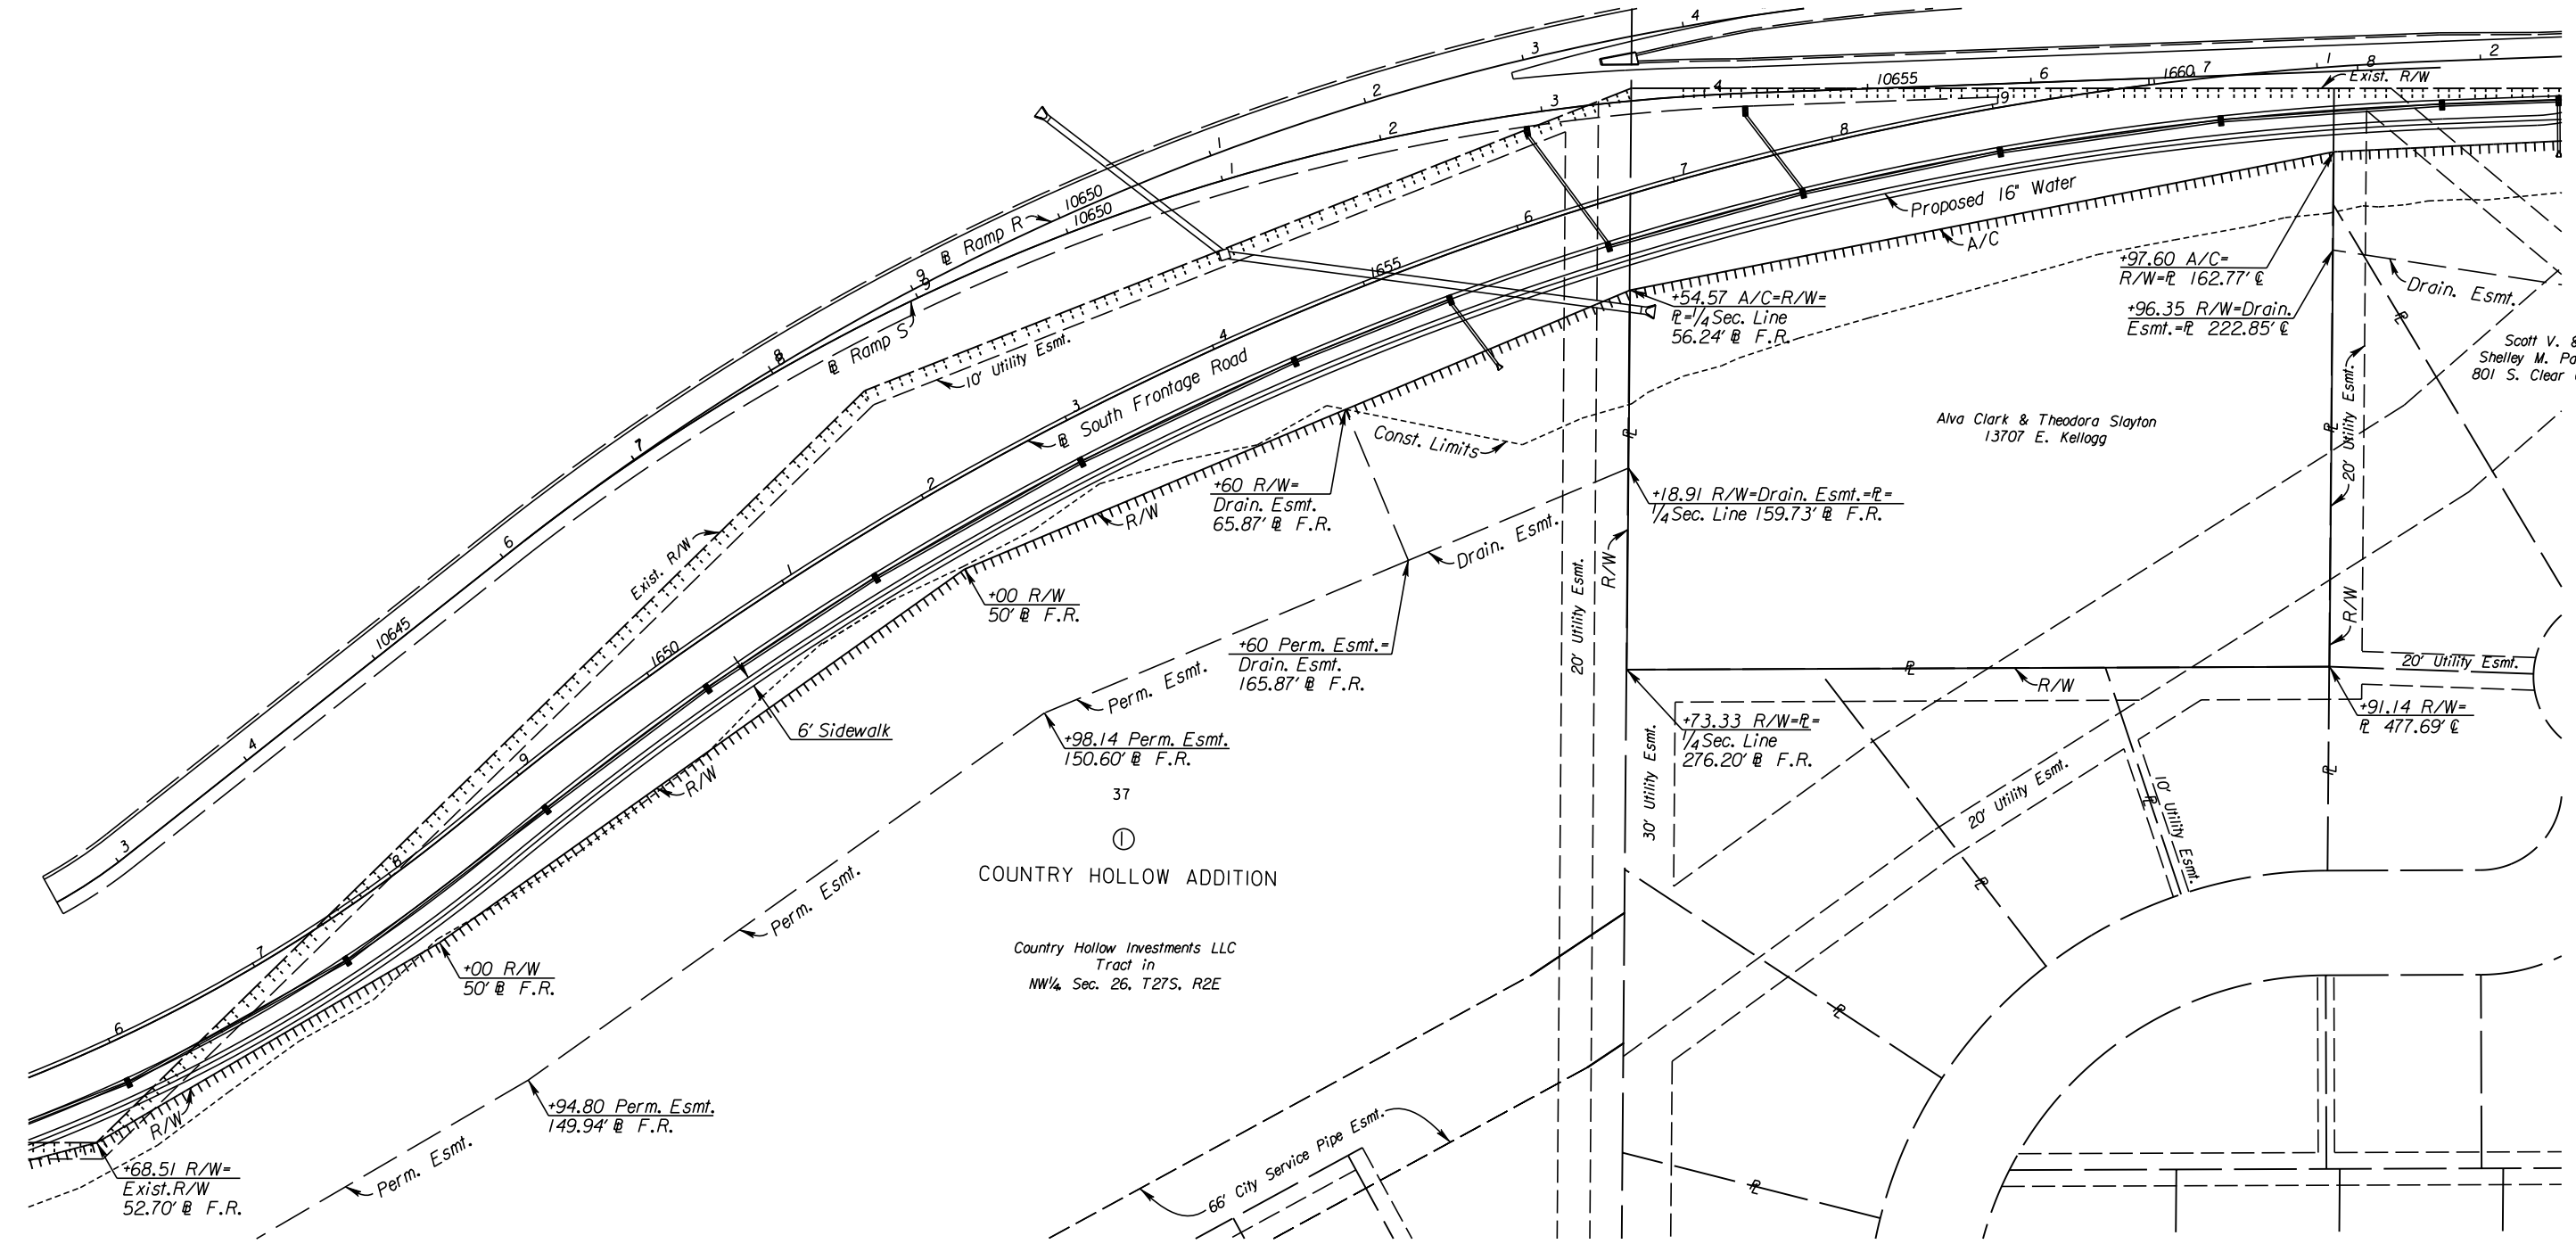 4
3
2
1
10650
℄ Ramp R
9
8
7
6
10645
4
3
3
2
1
10650
9
℄ Ramp S
8
4
10655
6
7
1660
1
8
2
Exist. R/W
9
8
7
6
1655
4
3
2
1
1650
9
8
7
6
10' Utility Esmt.
Exist. R/W
℄ South Frontage Road
Proposed 16" Water
A/C
+97.60 A/C=
R/W=℄ 162.77' ℄
+96.35 R/W=Drain.
Esmt.=℄ 222.85' ℄
Drain. Esmt.
+54.57 A/C=R/W=
℄=1/4 Sec. Line
56.24' ℄ F.R.
Scott V. &
Shelley M. Pa
801 S. Clear
Alva Clark & Theodora Slayton
13707 E. Kellogg
Const. Limits
+60 R/W=
Drain. Esmt.
65.87' ℄ F.R.
R/W
+18.91 R/W=Drain. Esmt.=℄=
1/4 Sec. Line 159.73' ℄ F.R.
Drain. Esmt.
20' Utility Esmt.
R/W
20' Utility Esmt.
R/W
+00 R/W
50' ℄ F.R.
+60 Perm. Esmt.=
Drain. Esmt.
165.87' ℄ F.R.
Perm. Esmt.
20' Utility Esmt.
R/W
+91.14 R/W=
℄ 477.69' ℄
6' Sidewalk
+98.14 Perm. Esmt.
150.60' ℄ F.R.
+73.33 R/W=℄=
1/4 Sec. Line
276.20' ℄ F.R.
30' Utility Esmt.
20' Utility Esmt.
10' Utility Esmt.
R/W
37
1
COUNTRY HOLLOW ADDITION
Perm. Esmt.
Country Hollow Investments LLC
Tract in
NW1/4, Sec. 26, T27S, R2E
+00 R/W
50' ℄ F.R.
+94.80 Perm. Esmt.
149.94' ℄ F.R.
R/W
Perm. Esmt.
66' City Service Pipe Esmt.
+68.51 R/W=
Exist.R/W
52.70' ℄ F.R.